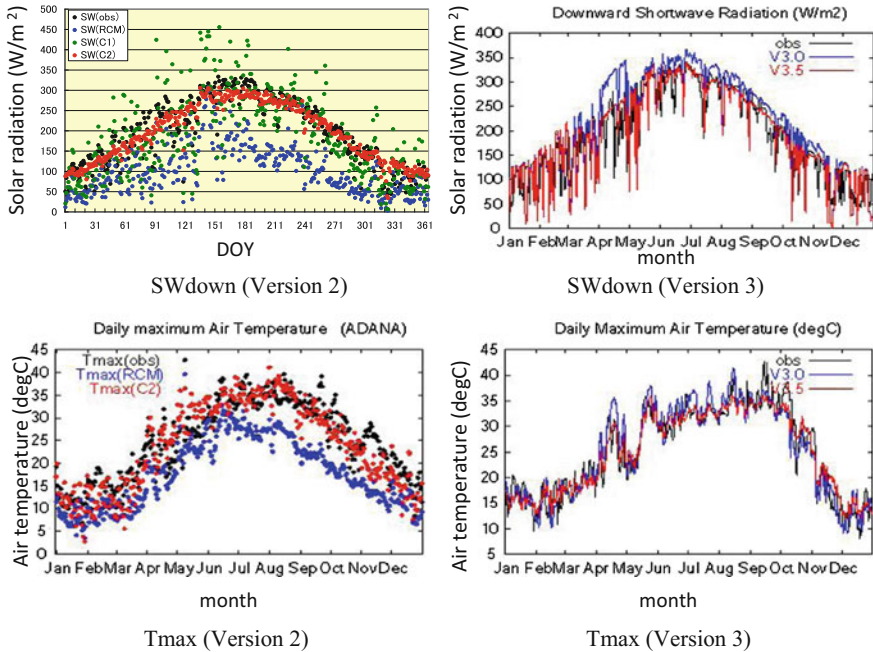 Solar radiation (W/m²)
500
450
400
350
300
250
200
150
100
50
0
SW(obs)
SW(RCM)
SW(C1)
SW(C2)
1 31 61 91 121 151 181 211 241 271 301 331 361
DOY
SWdown (Version 2)
Downward Shortwave Radiation (W/m2)
Solar radiation (W/m²)
400
350
300
250
200
150
100
50
0
obs
V3.0
V3.5
Jan Feb Mar Apr May Jun Jul Aug Sep Oct Nov Dec
month
SWdown (Version 3)
Daily maximum Air Temperature (ADANA)
Air temperature (degC)
45
40
35
30
25
20
15
10
5
0
Tmax(obs)
Tmax(RCM)
Tmax(C2)
Jan Feb Mar Apr May Jun Jul Aug Sep Oct Nov Dec
month
Tmax (Version 2)
Daily Maximum Air Temperature (degC)
Air temperature (degC)
45
40
35
30
25
20
15
10
5
obs
V3.0
V3.5
Jan Feb Mar Apr May Jun Jul Aug Sep Oct Nov Dec
month
Tmax (Version 3)